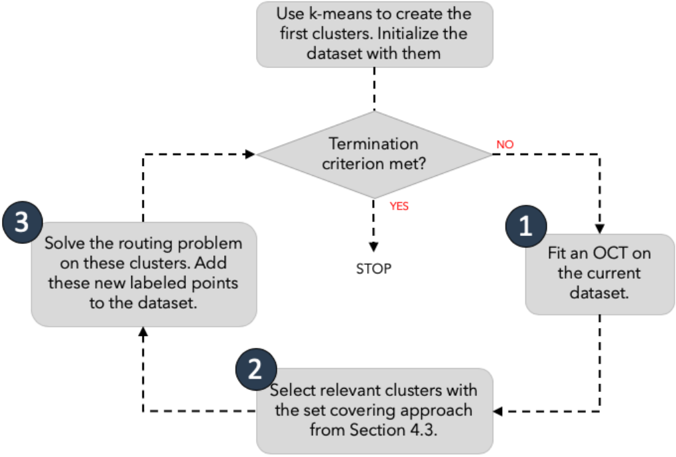 Use k-means to create the
first clusters. Initialize the
dataset with them
Termination
criterion met?
NO
YES
STOP
1
Fit an OCT on
the current
dataset.
2
Select relevant clusters with
the set covering approach
from Section 4.3.
3
Solve the routing problem
on these clusters. Add
these new labeled points
to the dataset.